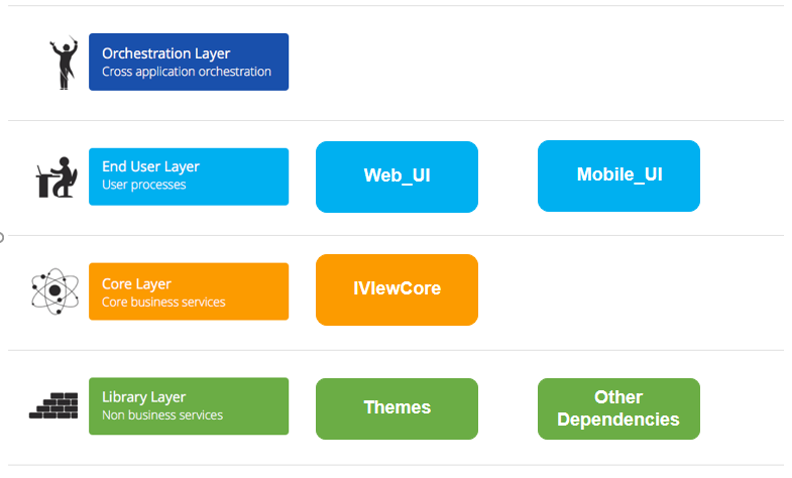 Orchestration Layer
Cross application orchestration
End User Layer
User processes
Web_UI
Mobile_UI
Core Layer
Core business services
IVIewCore
Library Layer
Non business services
Themes
Other
Dependencies